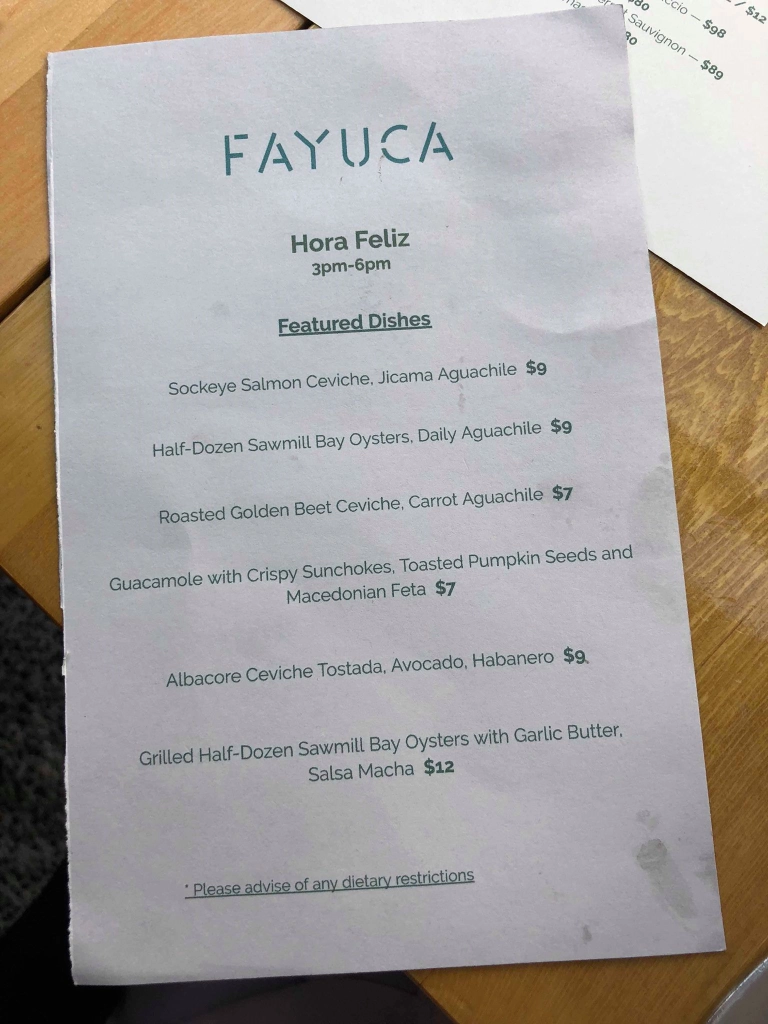 FAYUCA
Hora Feliz
3pm-6pm
Featured Dishes
Sockeye Salmon Ceviche, Jicama Aguachile $9
Half-Dozen Sawmill Bay Oysters, Daily Aguachile $9
Roasted Golden Beet Ceviche, Carrot Aguachile $7
Guacamole with Crispy Sunchokes, Toasted Pumpkin Seeds and
Macedonian Feta $7
Albacore Ceviche Tostada, Avocado, Habanero $9
Grilled Half-Dozen Sawmill Bay Oysters with Garlic Butter,
Salsa Macha $12
* Please advise of any dietary restrictions
/ $12
$80
— $98
Sauvignon — $89